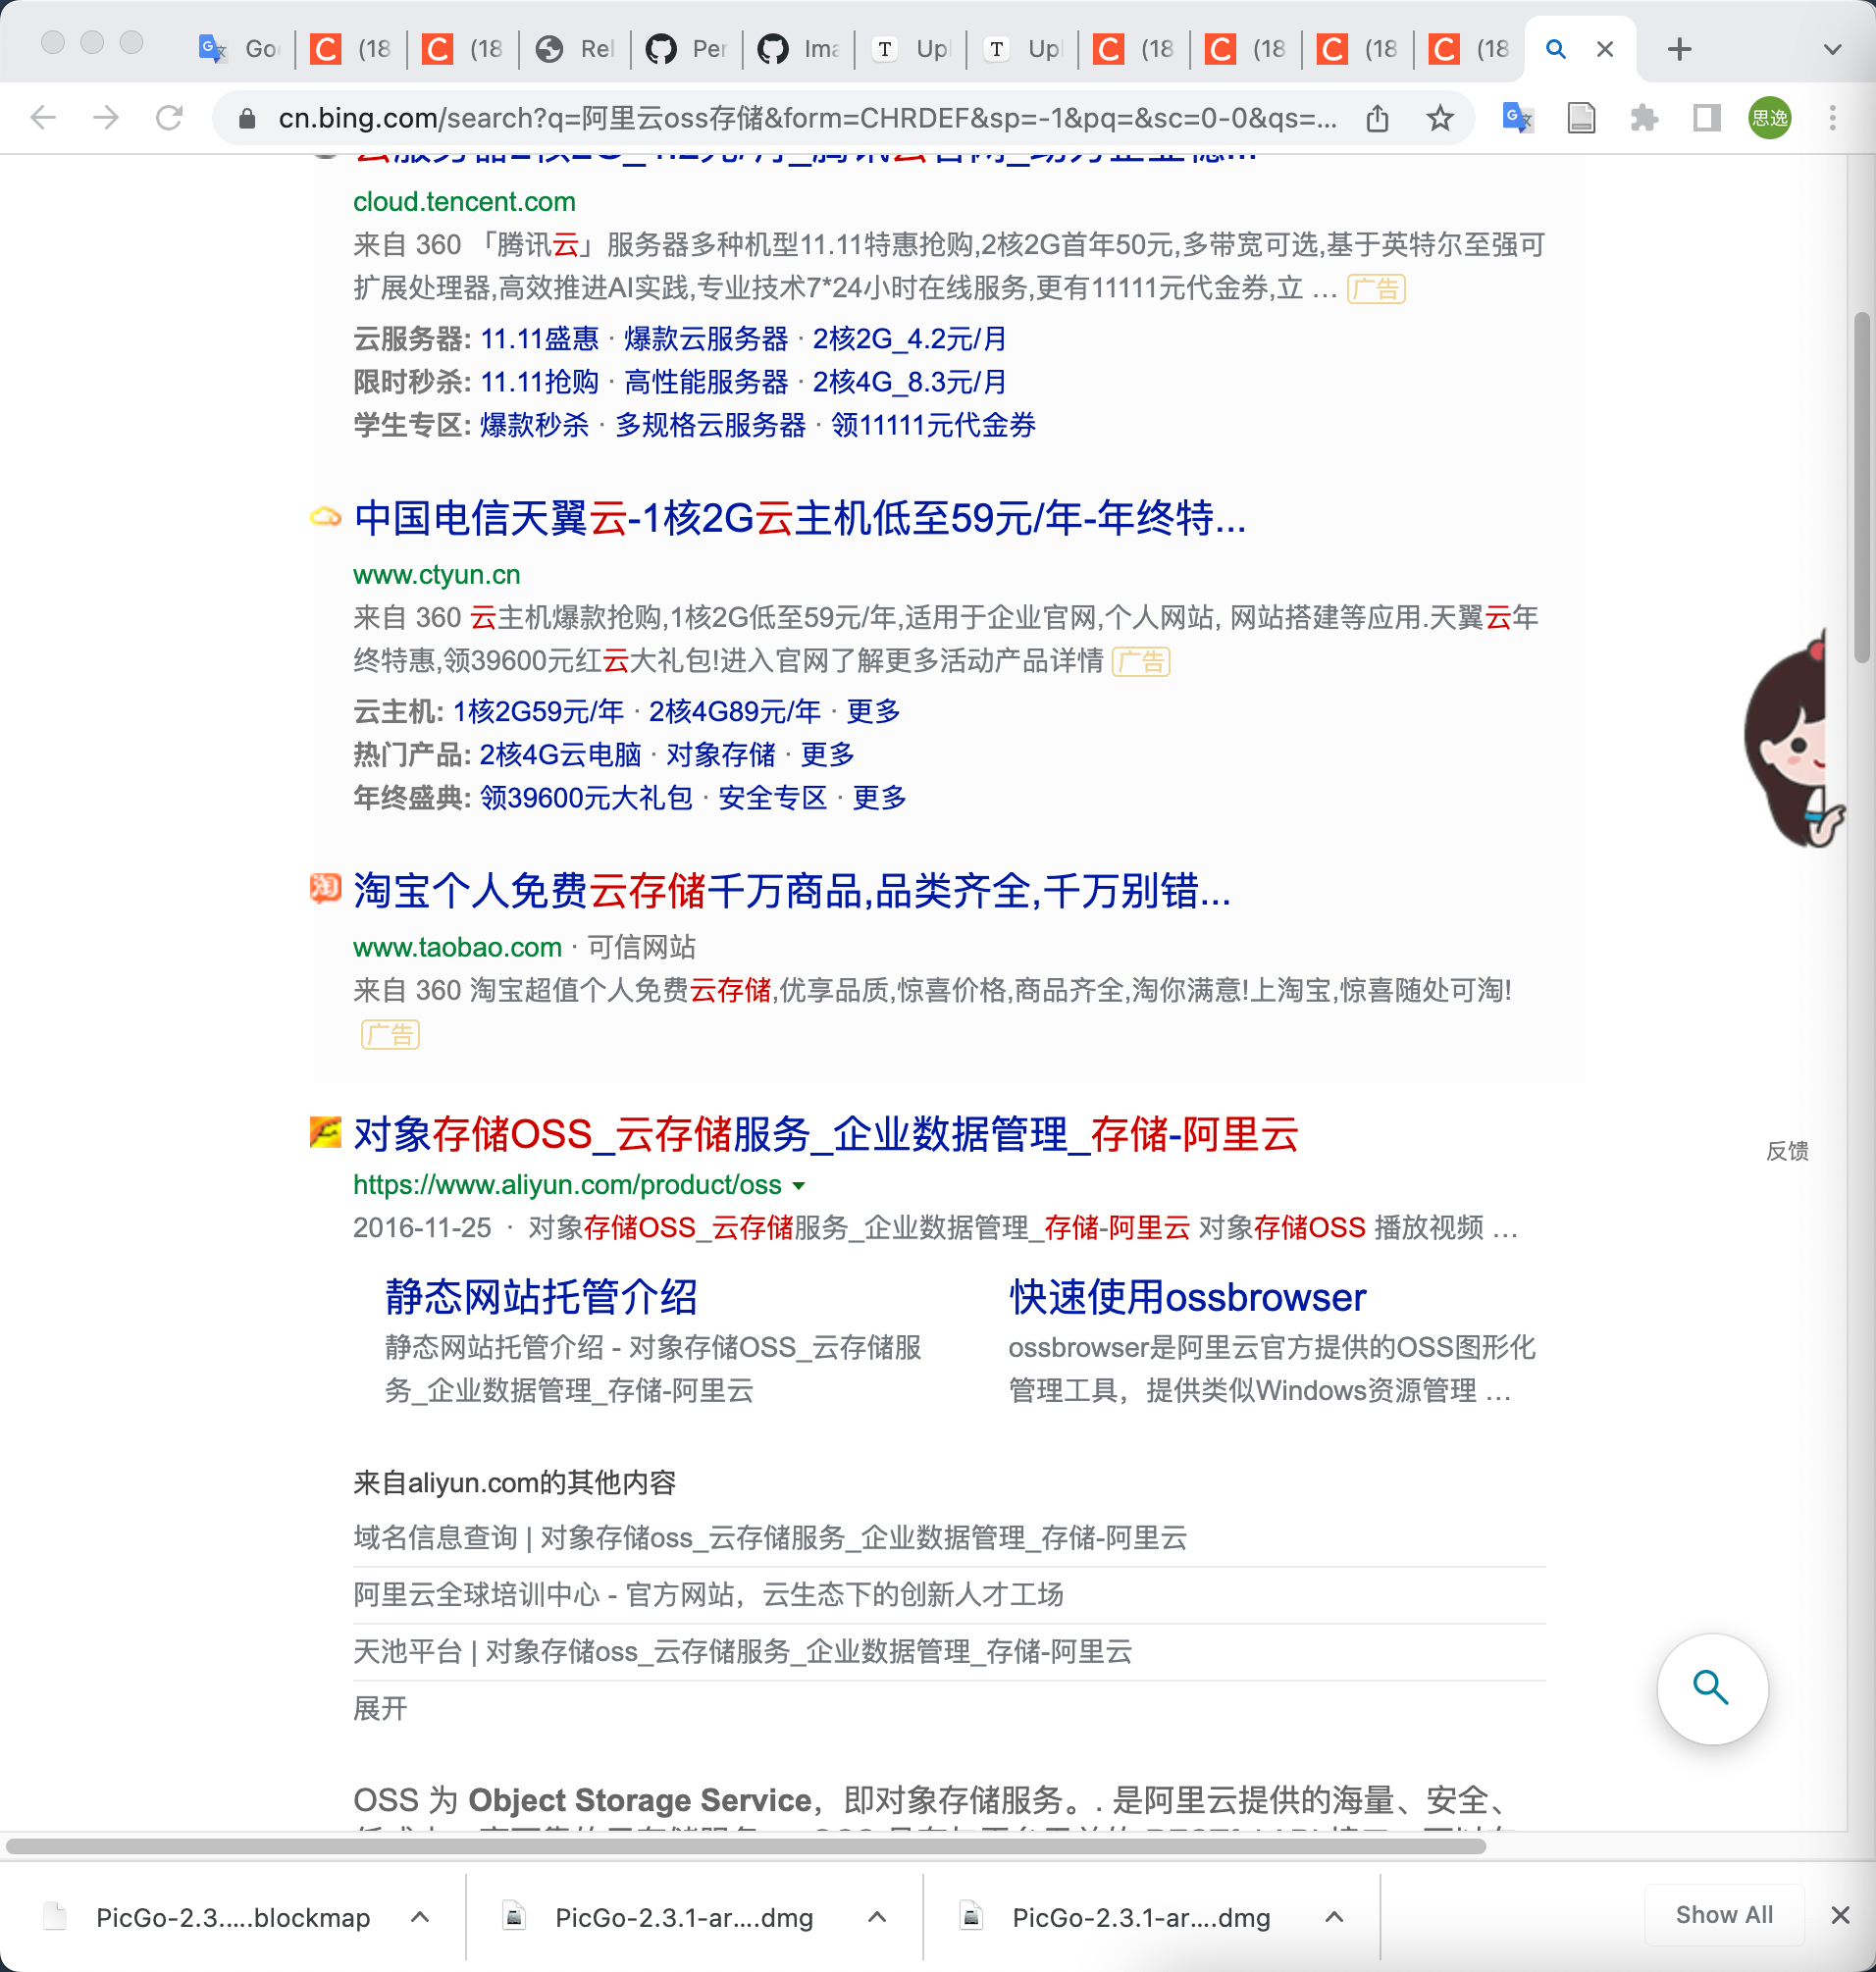 Go
(18
(18
Rel
Per
Ima
Upl
Upl
(18
(18
(18
(18
cn.bing.com/search?q=阿里云oss存储&form=CHRDEF&sp=-1&pq=&sc=0-0&qs=...
思逸
云服务器2核2G_4.2元/月_腾讯云官网_助力企业稳...
cloud.tencent.com
来自 360 「腾讯云」服务器多种机型11.11特惠抢购,2核2G首年50元,多带宽可选,基于英特尔至强可
扩展处理器,高效推进AI实践,专业技术7*24小时在线服务,更有11111元代金券,立 ... 广告
云服务器: 11.11盛惠 · 爆款云服务器 · 2核2G_4.2元/月
限时秒杀: 11.11抢购 · 高性能服务器 · 2核4G_8.3元/月
学生专区: 爆款秒杀 · 多规格云服务器 · 领11111元代金券
中国电信天翼云-1核2G云主机低至59元/年-年终特...
www.ctyun.cn
来自 360 云主机爆款抢购,1核2G低至59元/年,适用于企业官网,个人网站, 网站搭建等应用.天翼云年
终特惠,领39600元红云大礼包!进入官网了解更多活动产品详情 广告
云主机: 1核2G59元/年 · 2核4G89元/年 · 更多
热门产品: 2核4G云电脑 · 对象存储 · 更多
年终盛典: 领39600元大礼包 · 安全专区 · 更多
淘
淘宝个人免费云存储千万商品,品类齐全,千万别错...
www.taobao.com · 可信网站
来自 360 淘宝超值个人免费云存储,优享品质,惊喜价格,商品齐全,淘你满意!上淘宝,惊喜随处可淘!
广告
对象存储OSS_云存储服务_企业数据管理_存储-阿里云
https://www.aliyun.com/product/oss
2016-11-25 · 对象存储OSS_云存储服务_企业数据管理_存储-阿里云 对象存储OSS 播放视频 ...
反馈
静态网站托管介绍
静态网站托管介绍 - 对象存储OSS_云存储服
务_企业数据管理_存储-阿里云
快速使用ossbrowser
ossbrowser是阿里云官方提供的OSS图形化
管理工具，提供类似Windows资源管理 ...
来自aliyun.com的其他内容
域名信息查询 | 对象存储oss_云存储服务_企业数据管理_存储-阿里云
阿里云全球培训中心 - 官方网站，云生态下的创新人才工场
天池平台 | 对象存储oss_云存储服务_企业数据管理_存储-阿里云
展开
OSS 为 Object Storage Service，即对象存储服务。. 是阿里云提供的海量、安全、
PicGo-2.3.....blockmap
PicGo-2.3.1-ar....dmg
PicGo-2.3.1-ar....dmg
Show All